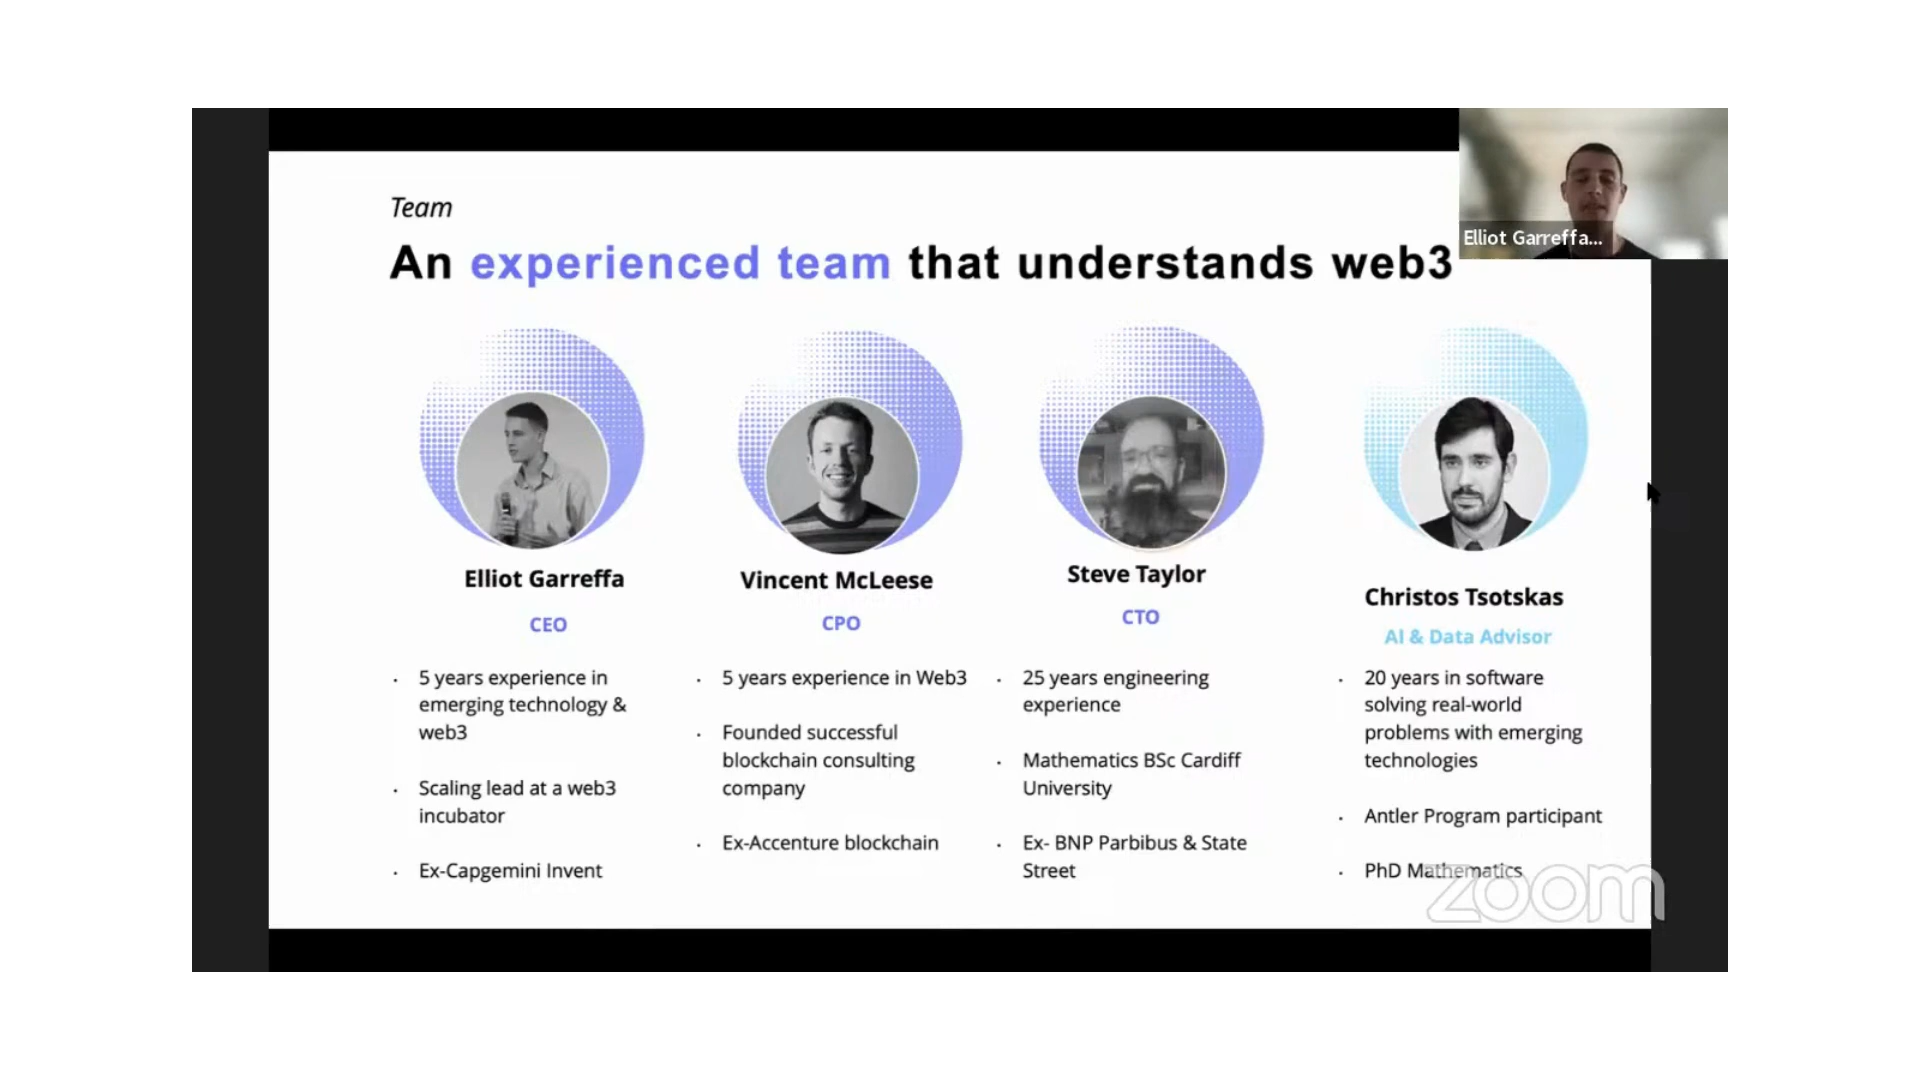 Team
An experienced team that understands web3
Elliot Garreffa...
Elliot Garreffa
CEO
· 5 years experience in
emerging technology &
web3
· Scaling lead at a web3
incubator
· Ex-Capgemini Invent
Vincent McLeese
CPO
· 5 years experience in Web3
· Founded successful
blockchain consulting
company
· Ex-Accenture blockchain
Steve Taylor
CTO
· 25 years engineering
experience
· Mathematics BSc Cardiff
University
· Ex- BNP Parbibus & State
Street
Christos Tsotskas
AI & Data Advisor
· 20 years in software
solving real-world
problems with emerging
technologies
· Antler Program participant
· PhD Mathematics
zoom